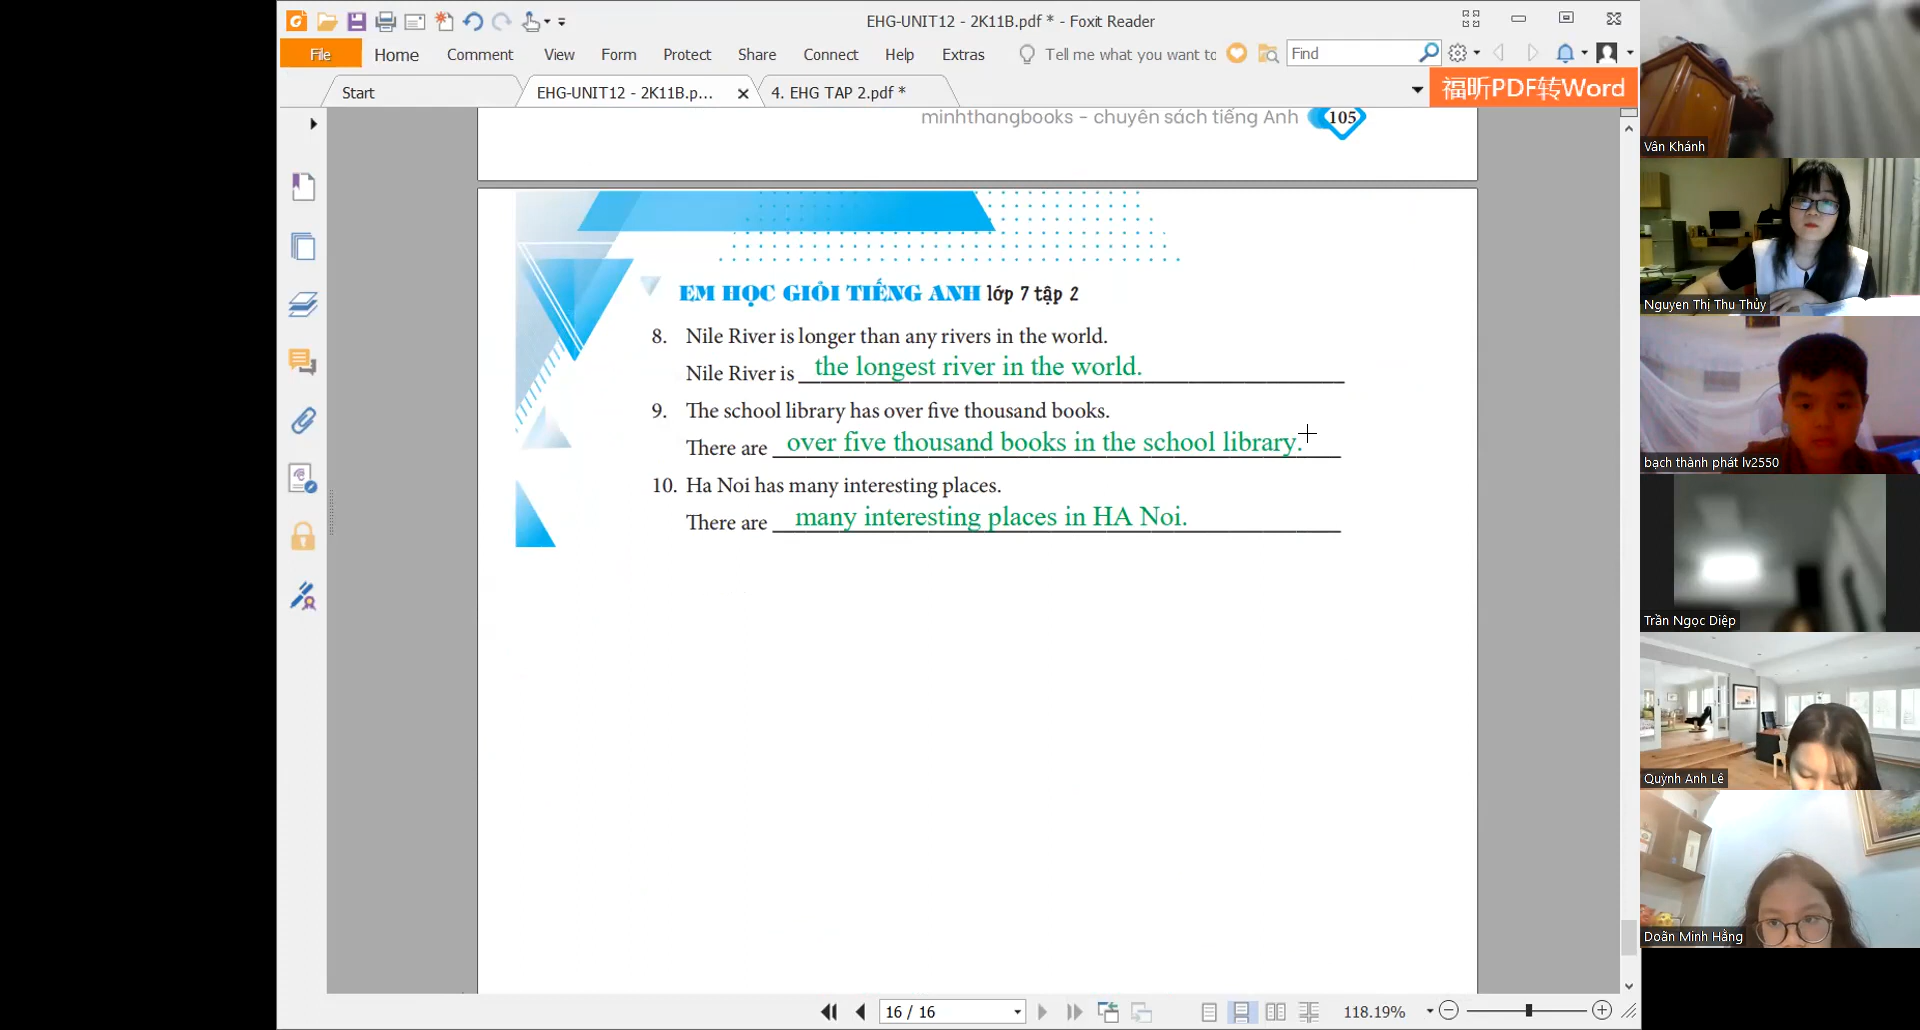 EHG-UNIT12 - 2K11B.pdf * - Foxit Reader
File Home Comment View Form Protect Share Connect Help Extras Tell me what you want to Find
Start EHG-UNIT12 - 2K11B.p... 4. EHG TAP 2.pdf *
福昕PDF转Word
minhthangbooks - chuyên sách tiếng Anh 105
EM HỌC GIỎI TIẾNG ANH lớp 7 tập 2
8. Nile River is longer than any rivers in the world.
Nile River is the longest river in the world.
9. The school library has over five thousand books.
There are over five thousand books in the school library.
10. Ha Noi has many interesting places.
There are many interesting places in HA Noi.
16 / 16 118.19%
Vân Khánh
Nguyen Thị Thu Thủy
bạch thành phát lv2550
Trần Ngọc Diệp
Quỳnh Anh Lê
Doãn Minh Hằng